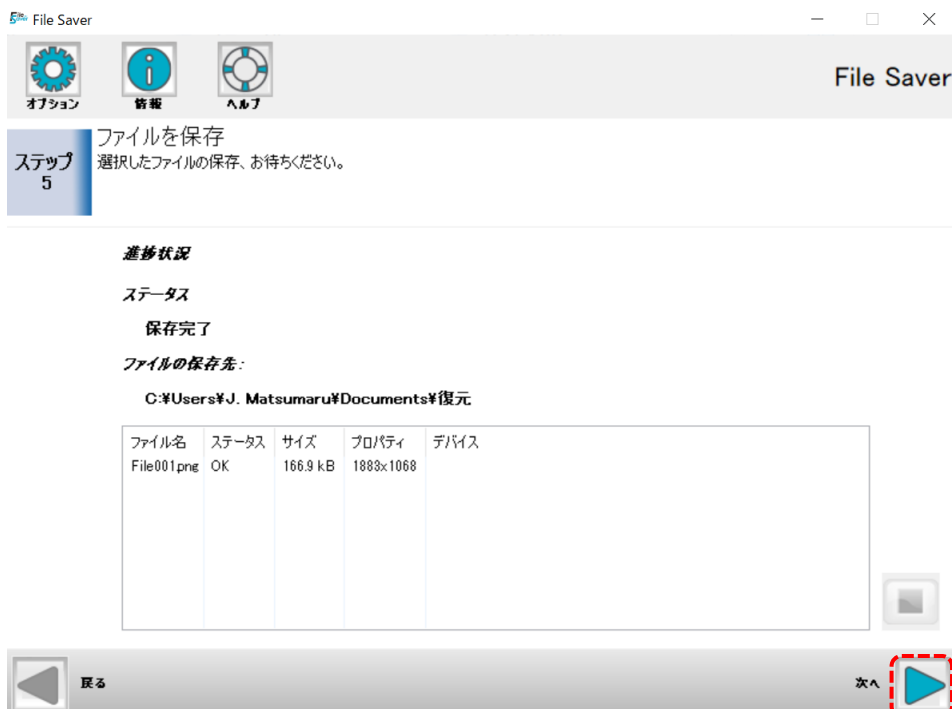 File Saver
File Saver
オプション
情報
ヘルプ
File Saver
ステップ
5
ファイルを保存
選択したファイルの保存、お待ちください。
進捗状況
ステータス
保存完了
ファイルの保存先:
C:¥Users¥J. Matsumaru¥Documents¥復元
ファイル名 ステータス サイズ プロパティ デバイス
File001.png OK 166.9 kB 1883x1068
戻る
次へ